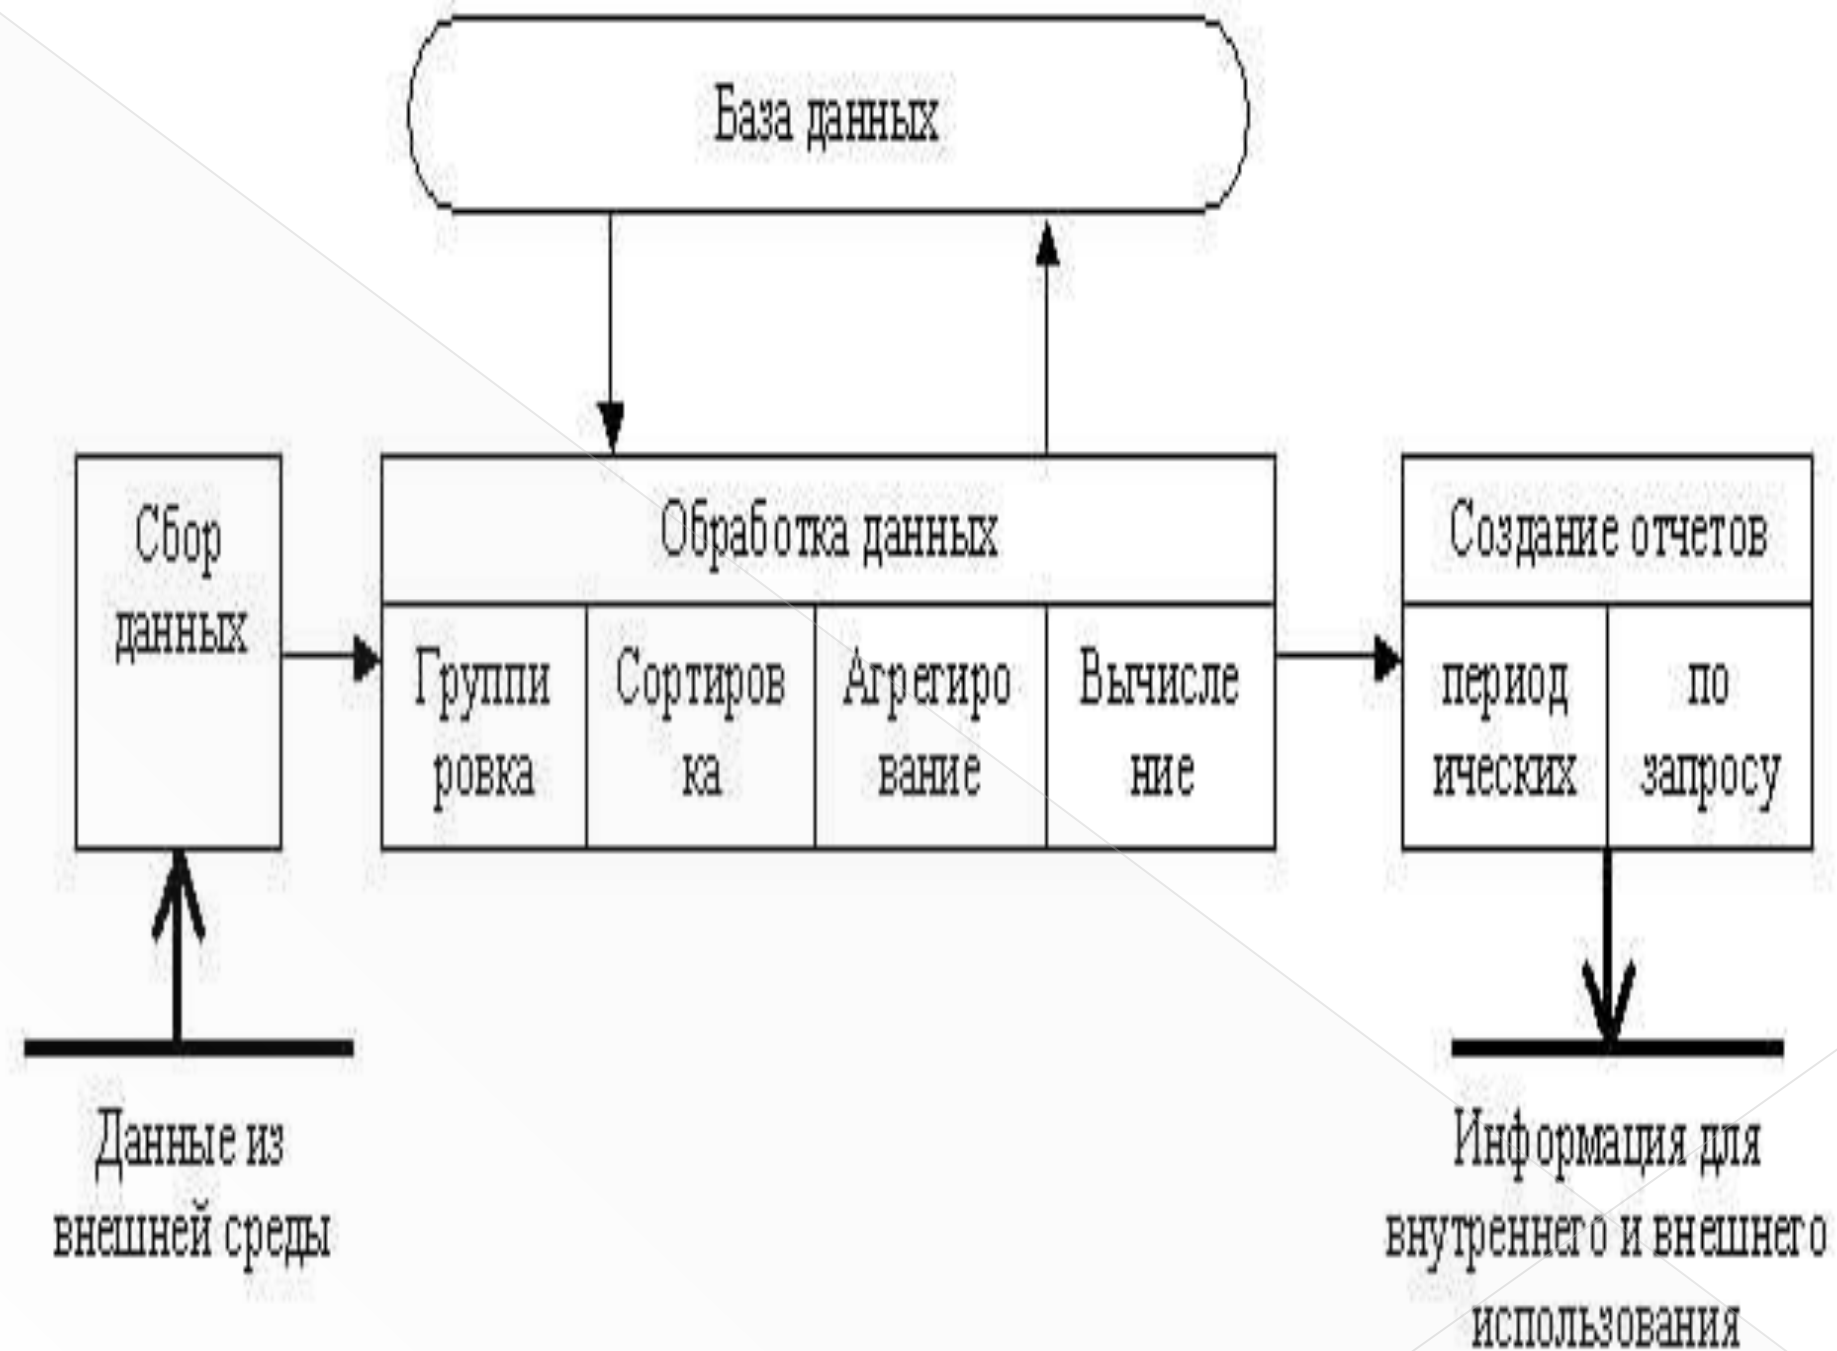 База данных
Сбор
данных
Обработка данных
Группи
ровка
Сортиров
ка
Агрегиро
вание
Вычисле
ние
Создание отчетов
период
ических
по
запросу
Данные из
внешней среды
Информация для
внутреннего и внешнего
использования